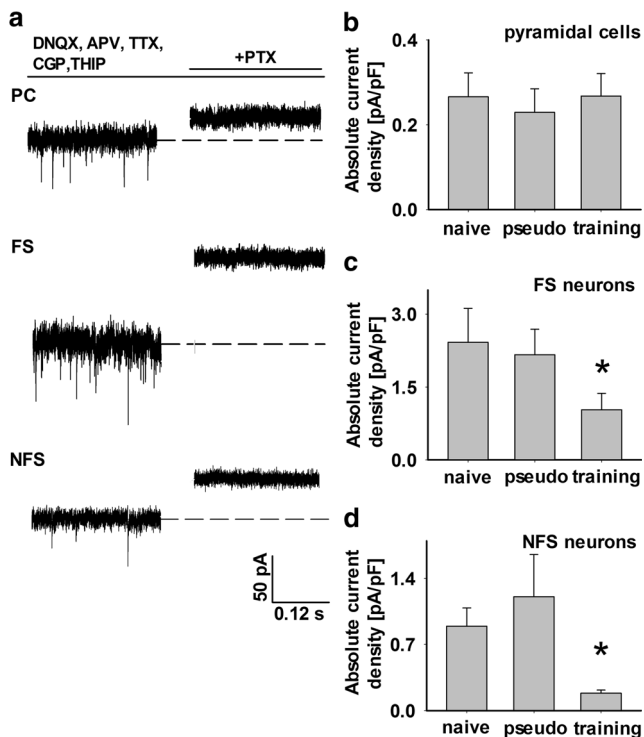 a
DNQX, APV, TTX,
CGP,THIP
+PTX
PC
FS
NFS
50 pA
0.12 s
b
pyramidal cells
Absolute current
density [pA/pF]
0.4
0.2
0.0
naive pseudo training
c
FS neurons
Absolute current
density [pA/pF]
3.0
1.5
0.0
*
naive pseudo training
d
NFS neurons
Absolute current
density [pA/pF]
1.4
0.7
0.0
*
naive pseudo training